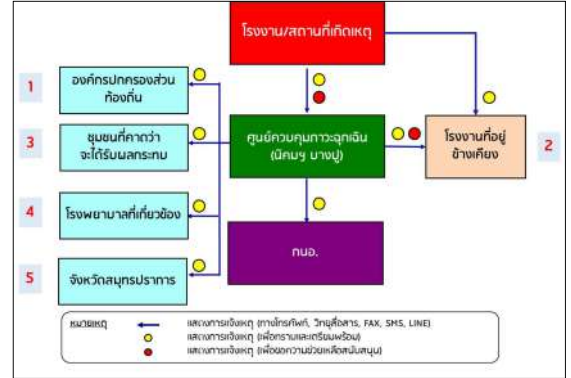 โรงงาน/สถานที่เกิดเหตุ
1
องค์กรปกครองส่วน
ท้องถิ่น
3
ชุมชนที่คาดว่า
จะได้รับผลกระทบ
ศูนย์ควบคุมภาวะฉุกเฉิน
(นิคมฯ บางปู)
โรงงานที่อยู่
ข้างเคียง
2
4
โรงพยาบาลที่เกี่ยวข้อง
กนอ.
5
จังหวัดสมุทรปราการ
หมายเหตุ
แสดงการแจ้งเหตุ (ทางโทรศัพท์, วิทยุสื่อสาร, FAX, SMS, LINE)
แสดงการแจ้งเหตุ (เพื่อทราบและเตรียมพร้อม)
แสดงการแจ้งเหตุ (เพื่อขอความช่วยเหลือสนับสนุน)